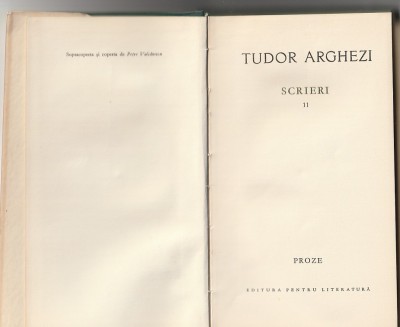 Supracoperta și coperta de Petre Vulcănescu
TUDOR ARGHEZI
SCRIERI
11
PROZE
EDITURA PENTRU LITERATURĂ